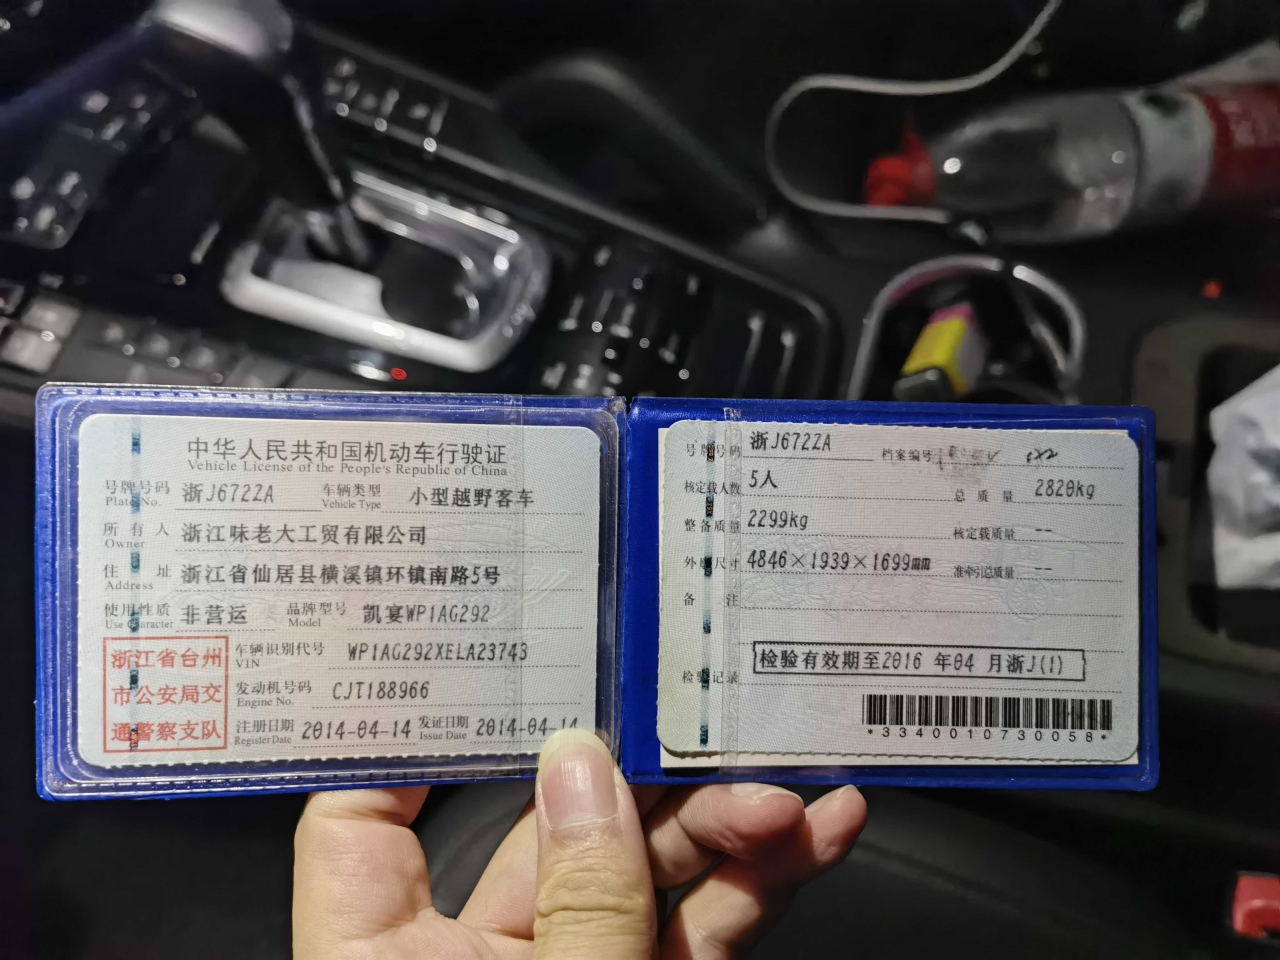 中华人民共和国机动车行驶证
Vehicle License of the People's Republic of China
号牌号码 浙J672ZA 车辆类型 小型越野客车
Plate No. Vehicle Type
所有人 浙江味老大工贸有限公司
Owner
住址 浙江省仙居县横溪镇环镇南路5号
Address
使用性质 非营运 品牌型号 凯宴WP1AG292
Use Character Model
浙江省台州
市公安局交
通警察支队
车辆识别代号 WP1AG292XELA23743
VIN
发动机号码 CJT188966
Engine No.
注册日期 2014-04-14 发证日期 2014-04-14
Register Date Issue Date
号牌号码 浙J672ZA 档案编号
核定载人数 5人 总质量 2820kg
整备质量 2299kg 核定载质量 --
外廓尺寸 4846×1939×1699mm 准牵引总质量 --
备注
检验有效期至2016 年04 月浙J(1)
检验记录
*3340010730058*